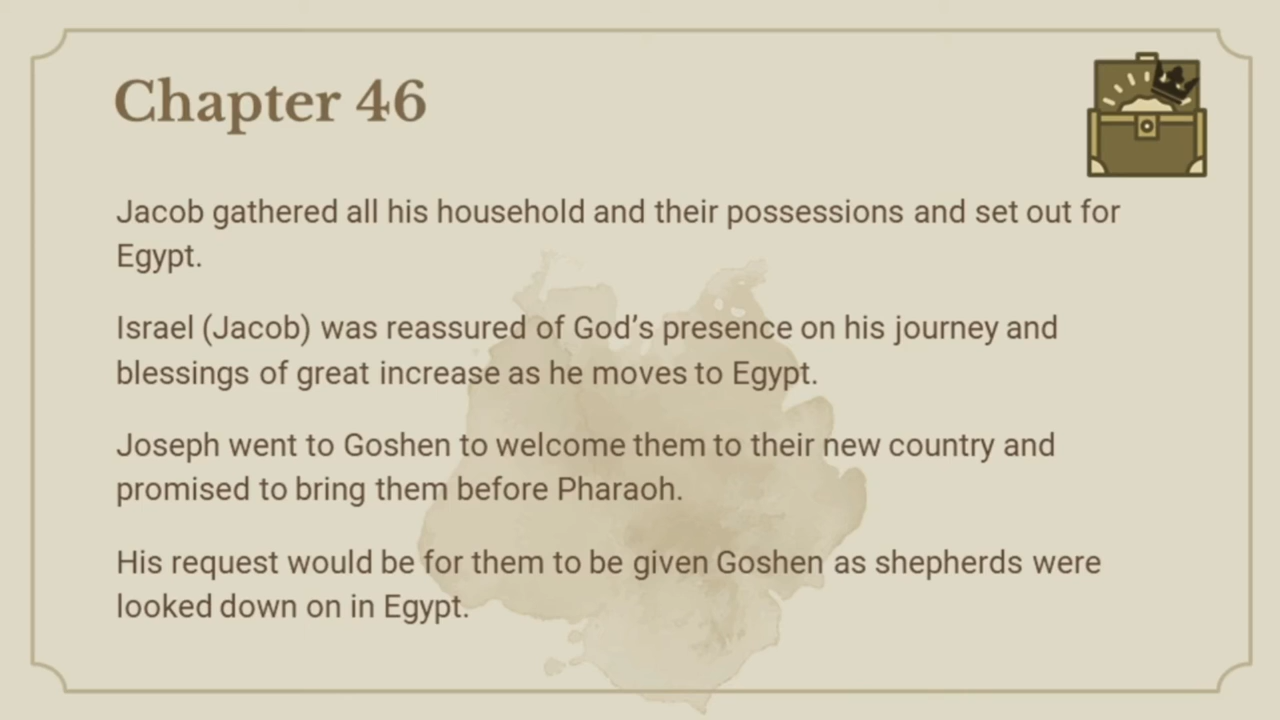 Chapter 46
Jacob gathered all his household and their possessions and set out for
Egypt.
Israel (Jacob) was reassured of God’s presence on his journey and
blessings of great increase as he moves to Egypt.
Joseph went to Goshen to welcome them to their new country and
promised to bring them before Pharaoh.
His request would be for them to be given Goshen as shepherds were
looked down on in Egypt.